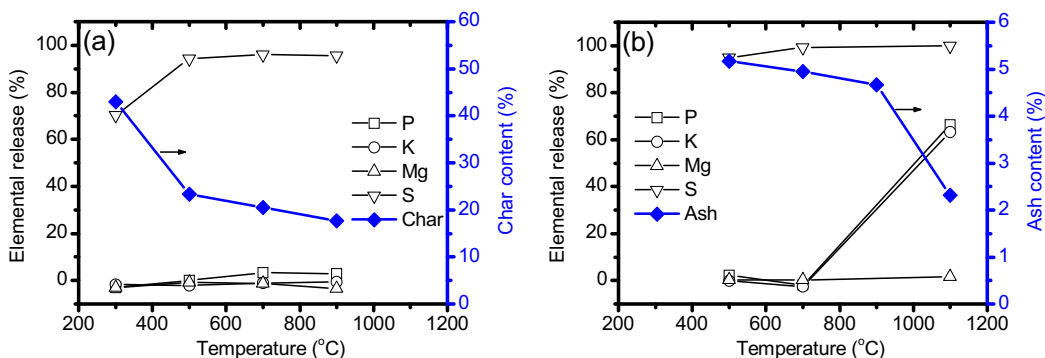 (a)
Elemental release (%)
100
80
60
40
20
0
60
50
40
30
20
10
0
Char content (%)
P
K
Mg
S
Char
200 400 600 800 1000 1200
Temperature (°C)
(b)
Elemental release (%)
100
80
60
40
20
0
6
5
4
3
2
1
0
Ash content (%)
P
K
Mg
S
Ash
200 400 600 800 1000 1200
Temperature (°C)